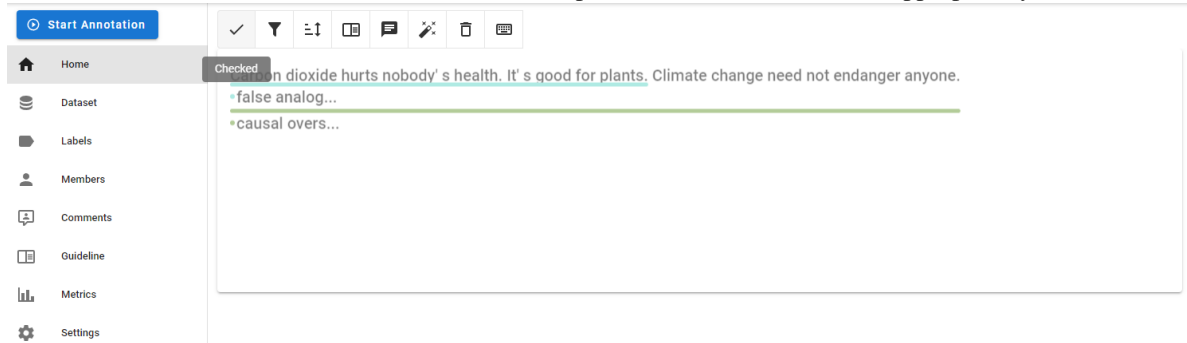 Start Annotation
Home
Dataset
Labels
Members
Comments
Guideline
Metrics
Settings
Checked
Carbon dioxide hurts nobody' s health. It' s good for plants. Climate change need not endanger anyone.
•false analog...
•causal overs...